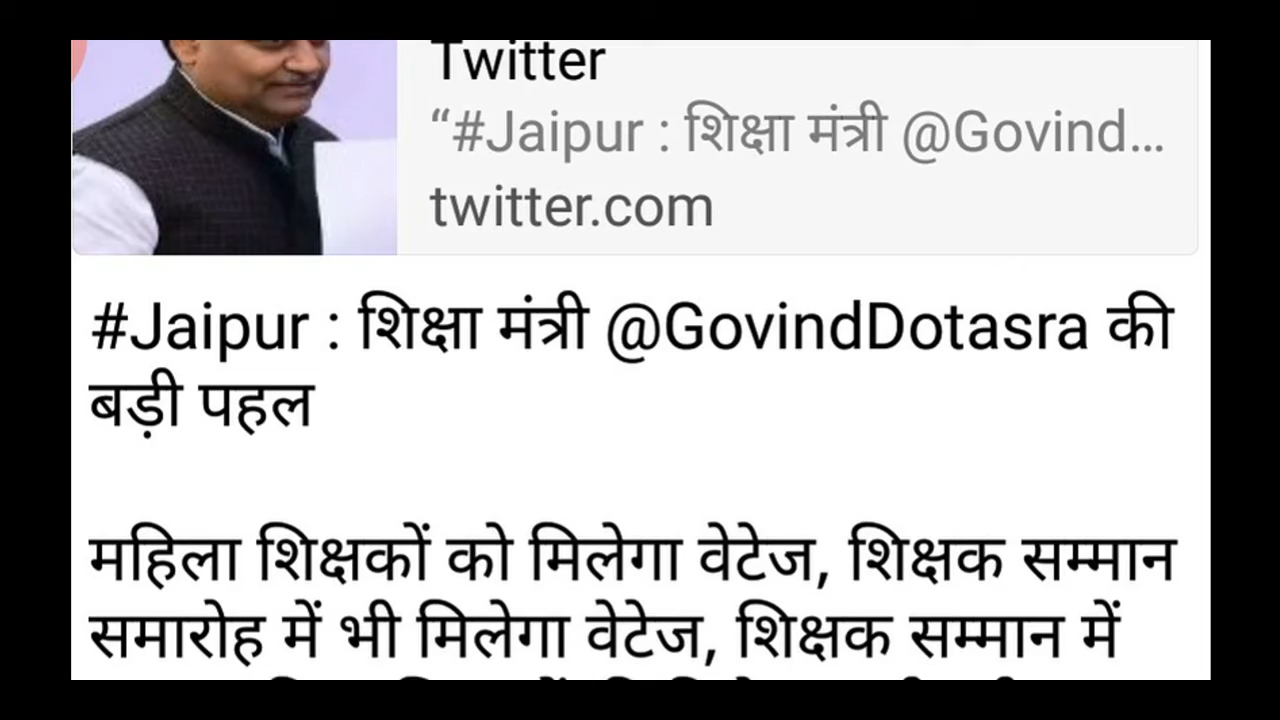 Twitter
“#Jaipur : शिक्षा मंत्री @Govind...
twitter.com
#Jaipur : शिक्षा मंत्री @GovindDotasra की
बड़ी पहल
महिला शिक्षकों को मिलेगा वेटेज, शिक्षक सम्मान
समारोह में भी मिलेगा वेटेज, शिक्षक सम्मान में